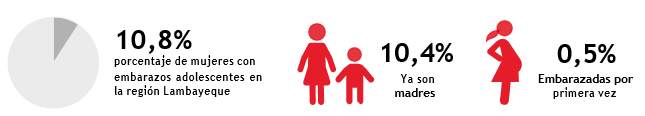 10,8%
porcentaje de mujeres con
embarazos adolescentes en
la región Lambayeque
10,4%
Ya son
madres
0,5%
Embarazadas por
primera vez